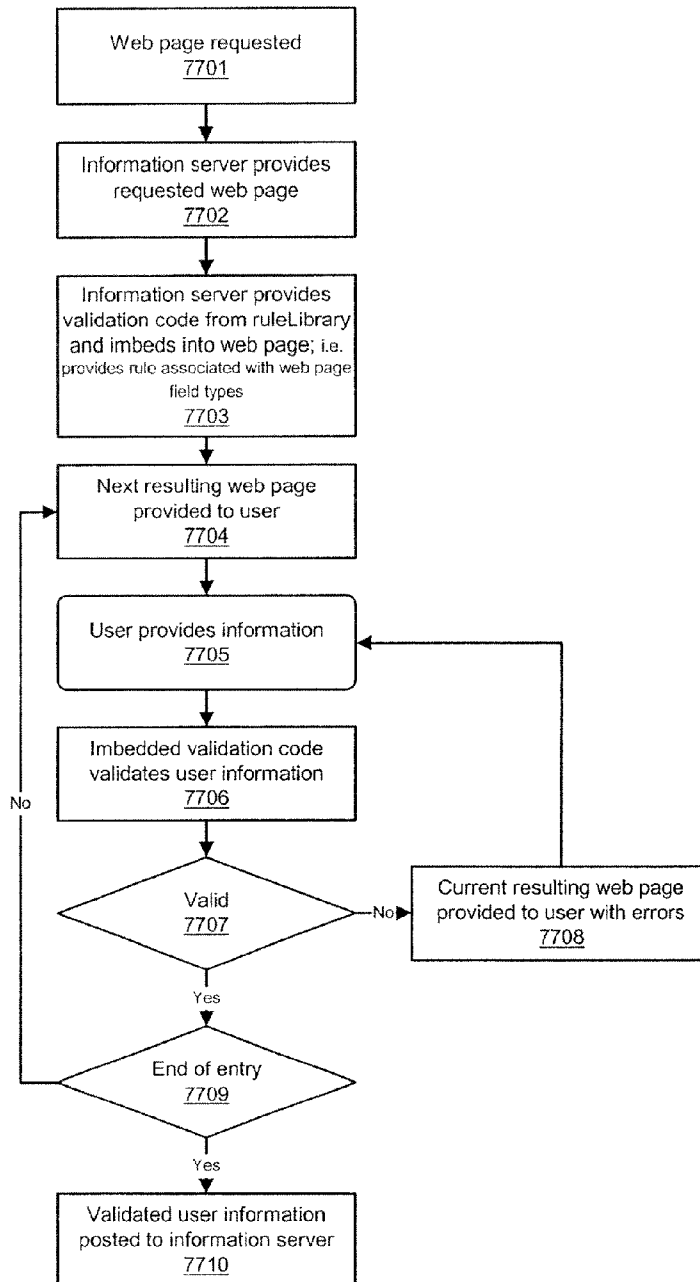 Web page requested
7701
Information server provides
requested web page
7702
Information server provides
validation code from ruleLibrary
and imbeds into web page; i.e.
provides rule associated with web page
field types
7703
Next resulting web page
provided to user
7704
User provides information
7705
Imbedded validation code
validates user information
7706
No
Valid
7707
No
Current resulting web page
provided to user with errors
7708
Yes
End of entry
7709
Yes
Validated user information
posted to information server
7710